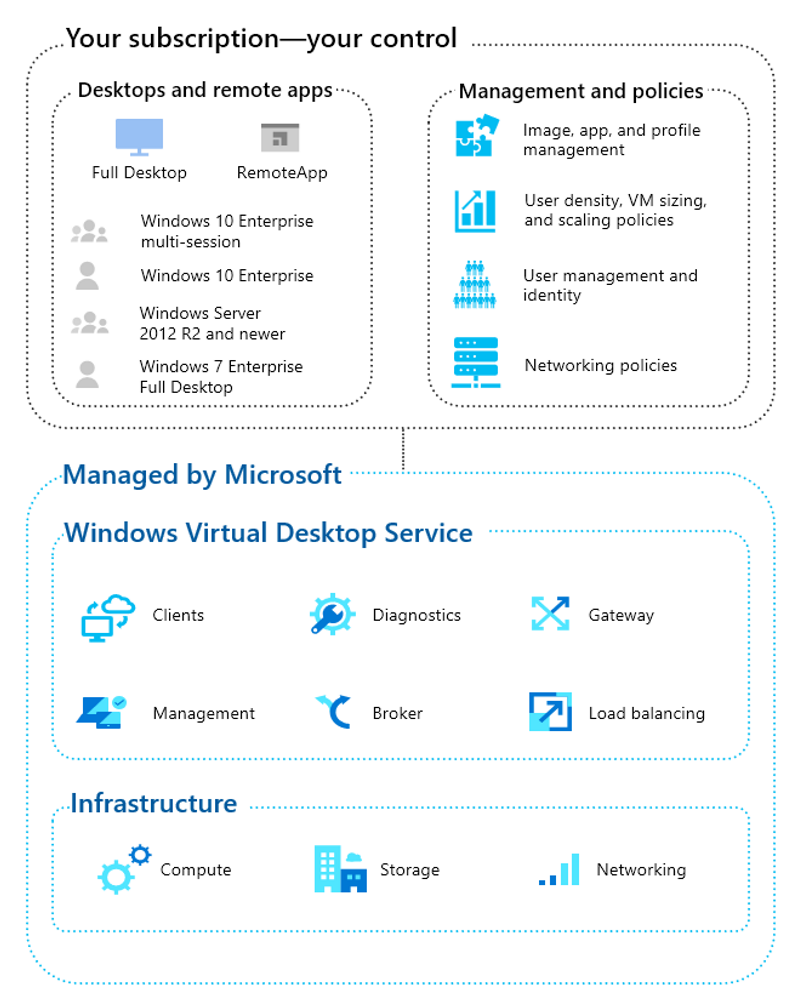 Your subscription—your control
Desktops and remote apps
Full Desktop
RemoteApp
Windows 10 Enterprise
multi-session
Windows 10 Enterprise
Windows Server
2012 R2 and newer
Windows 7 Enterprise
Full Desktop
Management and policies
Image, app, and profile
management
User density, VM sizing,
and scaling policies
User management and
identity
Networking policies
Managed by Microsoft
Windows Virtual Desktop Service
Clients
Diagnostics
Gateway
Management
Broker
Load balancing
Infrastructure
Compute
Storage
Networking